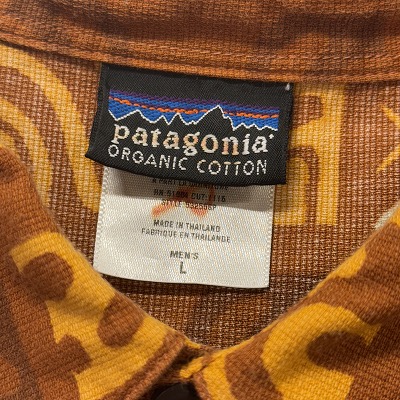 patagonia
ORGANIC COTTON
MADE IN THAILAND
FABRIQUE EN THAILANDE
MEN'S
L